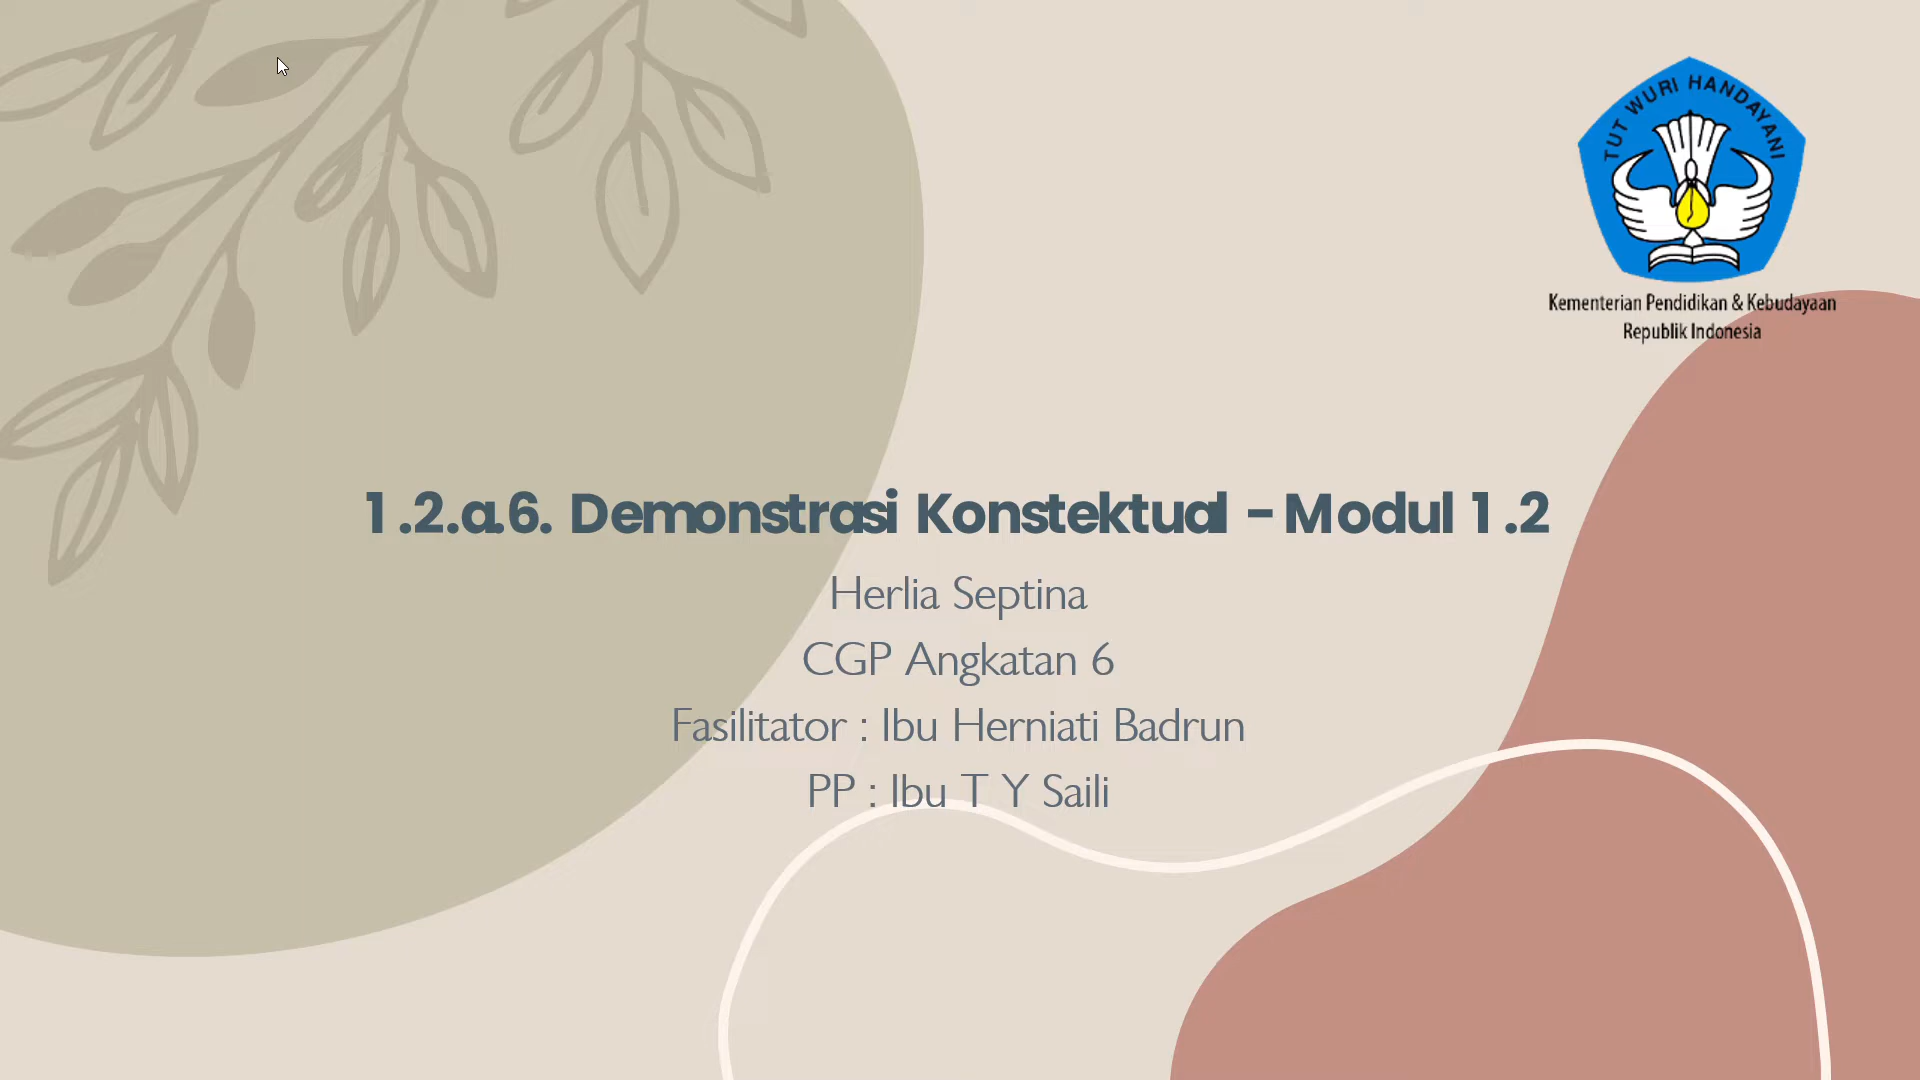 TUT WURI HANDAYANI
Kementerian Pendidikan & Kebudayaan
Republik Indonesia
1.2.a.6. Demonstrasi Konstektual - Modul 1.2
Herlia Septina
CGP Angkatan 6
Fasilitator : Ibu Herniati Badrun
PP : Ibu T Y Saili